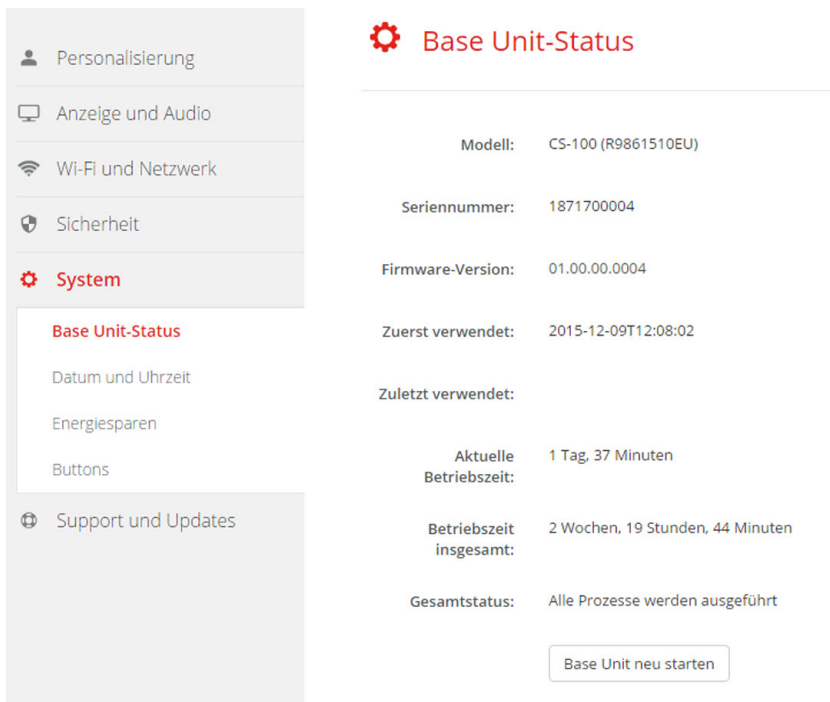 Personalisierung
Anzeige und Audio
Wi-Fi und Netzwerk
Sicherheit
System
Base Unit-Status
Datum und Uhrzeit
Energiesparen
Buttons
Support und Updates
Base Unit-Status
Modell: CS-100 (R9861510EU)
Seriennummer: 1871700004
Firmware-Version: 01.00.00.0004
Zuerst verwendet: 2015-12-09T12:08:02
Zuletzt verwendet:
Aktuelle 1 Tag, 37 Minuten
Betriebszeit:
Betriebszeit 2 Wochen, 19 Stunden, 44 Minuten
insgesamt:
Gesamtstatus: Alle Prozesse werden ausgeführt
Base Unit neu starten